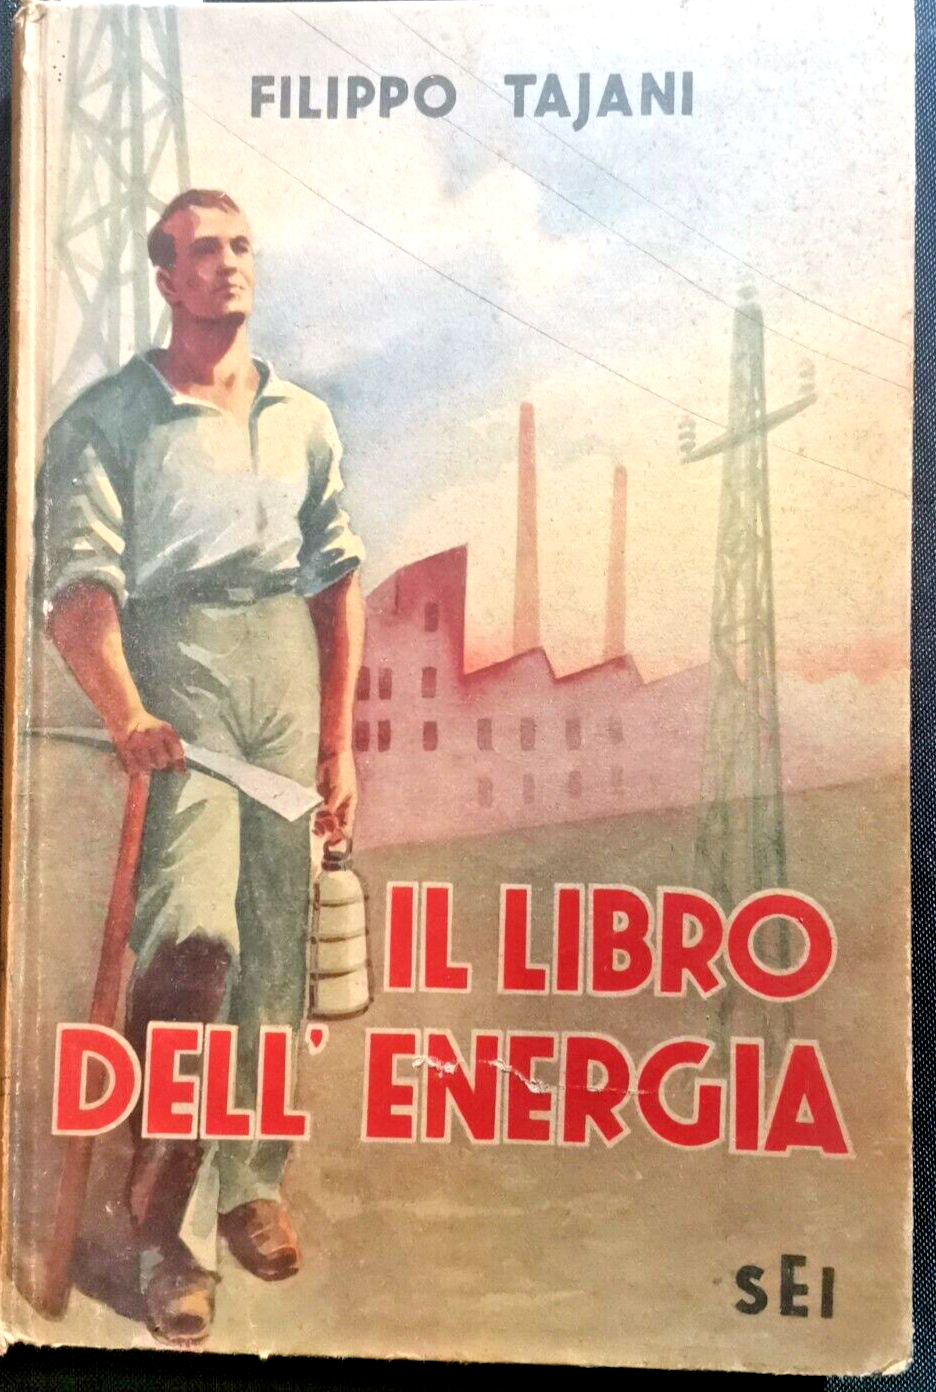 FILIPPO TAJANI
IL LIBRO
DELL' ENERGIA
SEI